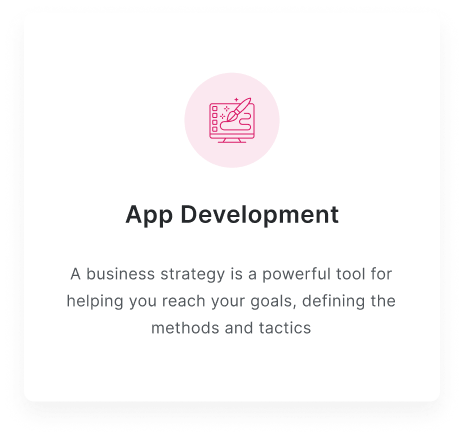 App Development
A business strategy is a powerful tool for
helping you reach your goals, defining the
methods and tactics